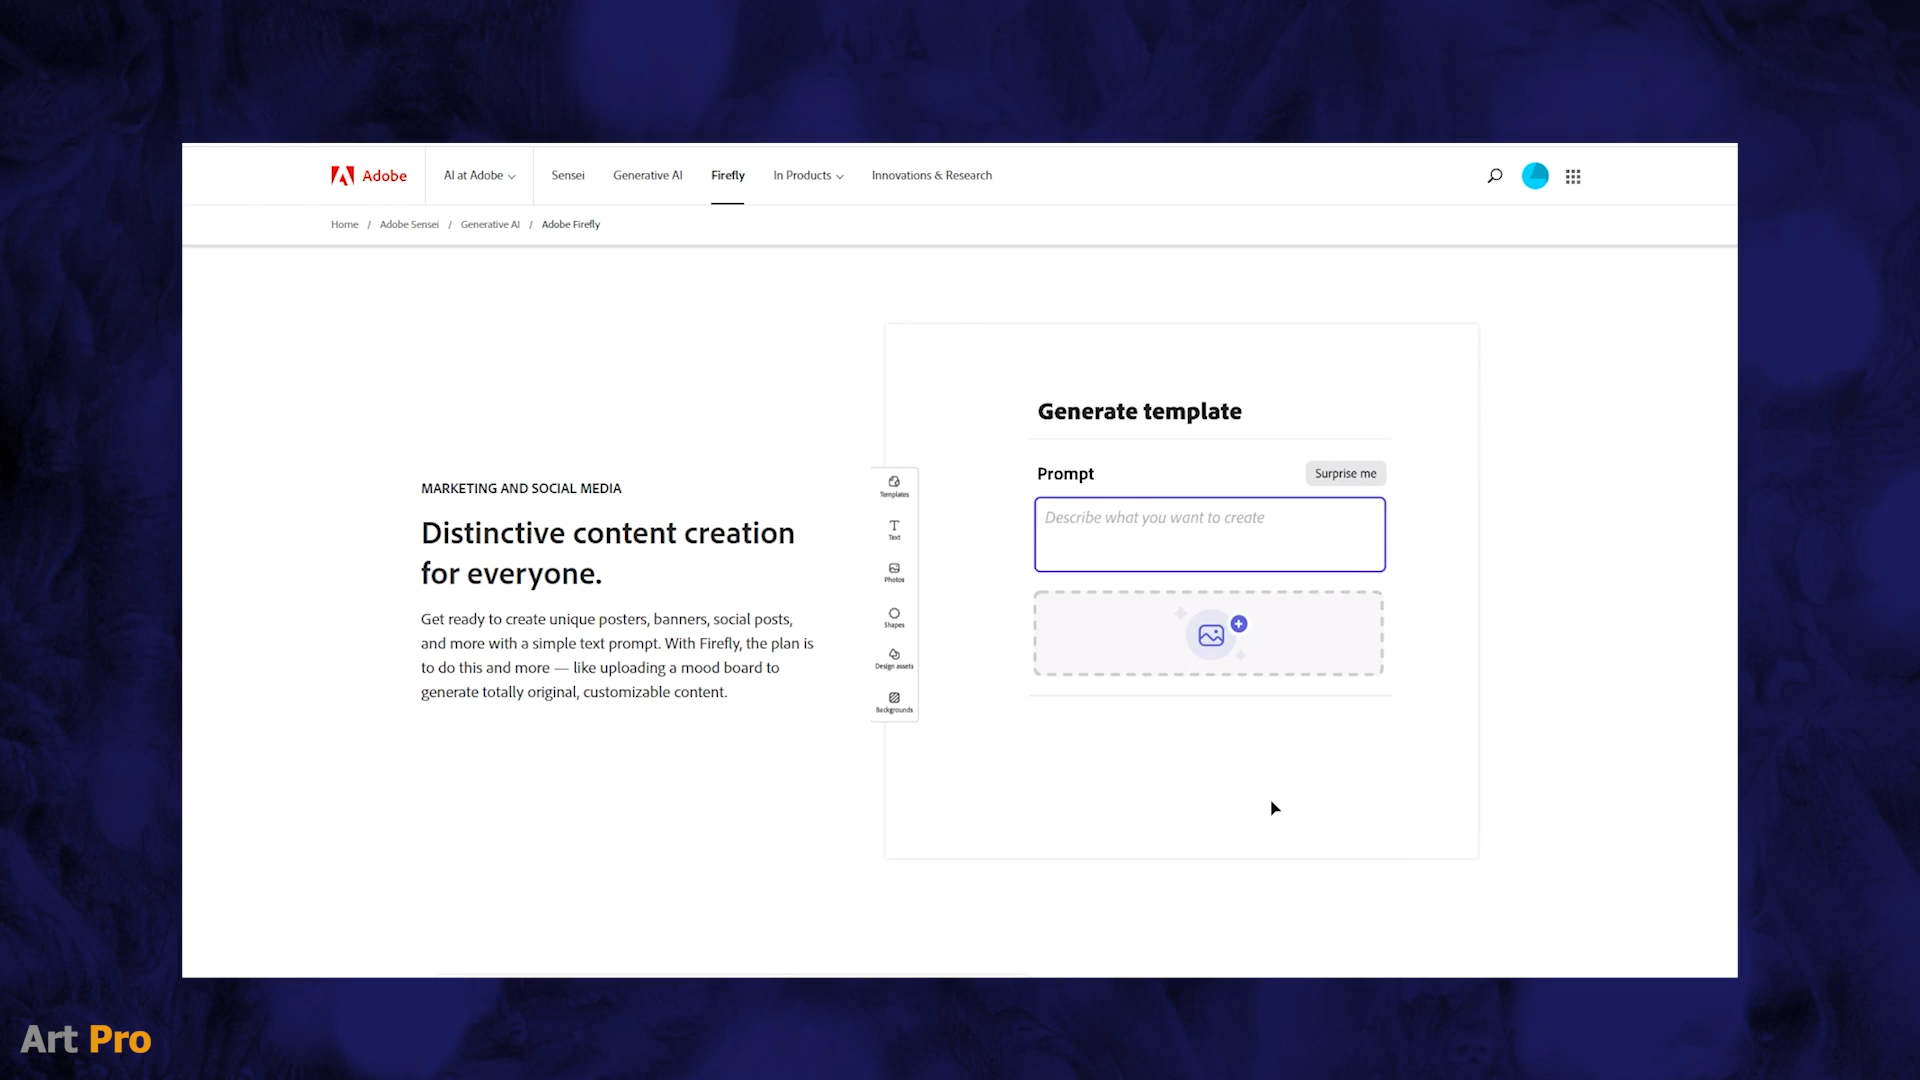 Adobe
AI at Adobe
Sensei
Generative AI
Firefly
In Products
Innovations & Research
Home / Adobe Sensei / Generative AI / Adobe Firefly
MARKETING AND SOCIAL MEDIA
Distinctive content creation
for everyone.
Get ready to create unique posters, banners, social posts,
and more with a simple text prompt. With Firefly, the plan is
to do this and more — like uploading a mood board to
generate totally original, customizable content.
Templates
Text
Photos
Shapes
Design assets
Backgrounds
Generate template
Prompt
Surprise me
Describe what you want to create
Art Pro